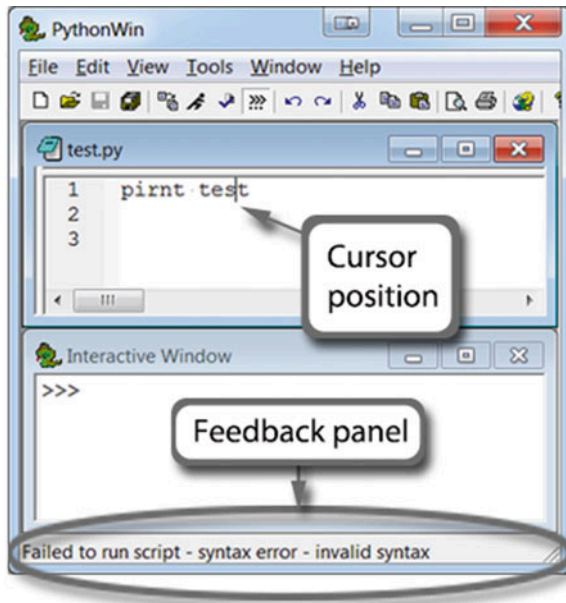 PythonWin
File Edit View Tools Window Help
test.py
1 pirnt test
2
3
Cursor
position
Interactive Window
>>>
Feedback panel
Failed to run script - syntax error - invalid syntax